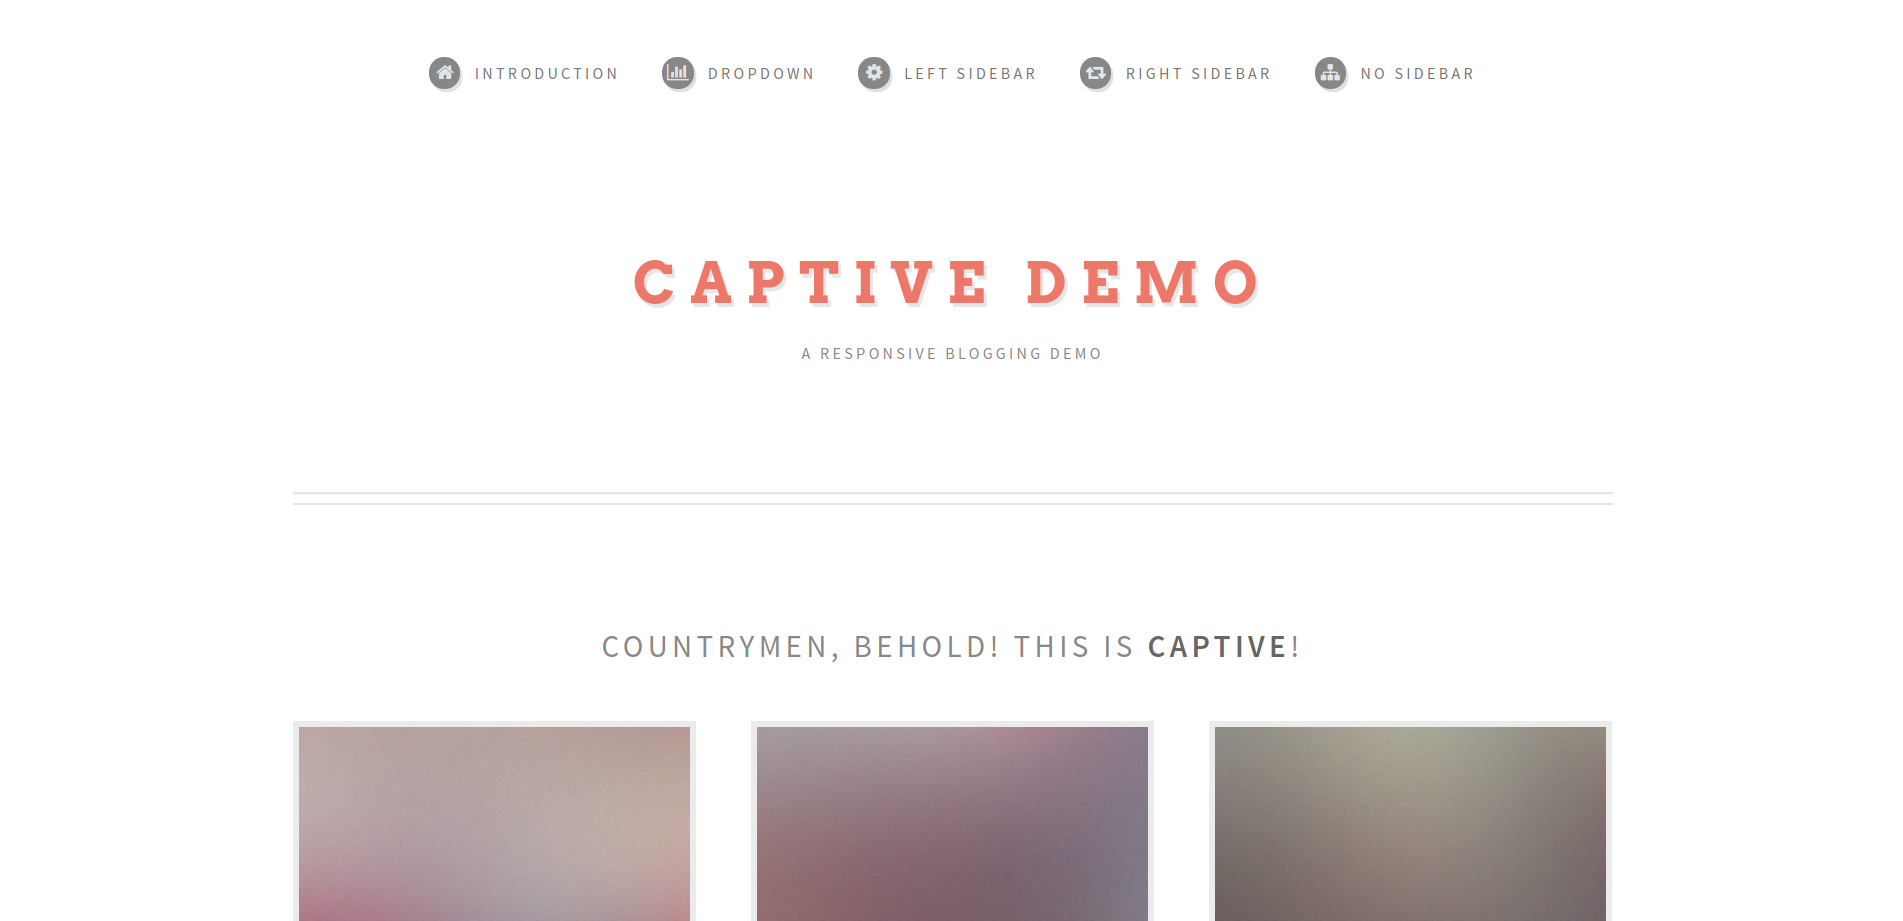 INTRODUCTION
DROPDOWN
LEFT SIDEBAR
RIGHT SIDEBAR
NO SIDEBAR
CAPTIVE DEMO
A RESPONSIVE BLOGGING DEMO
COUNTRYMEN, BEHOLD! THIS IS CAPTIVE!